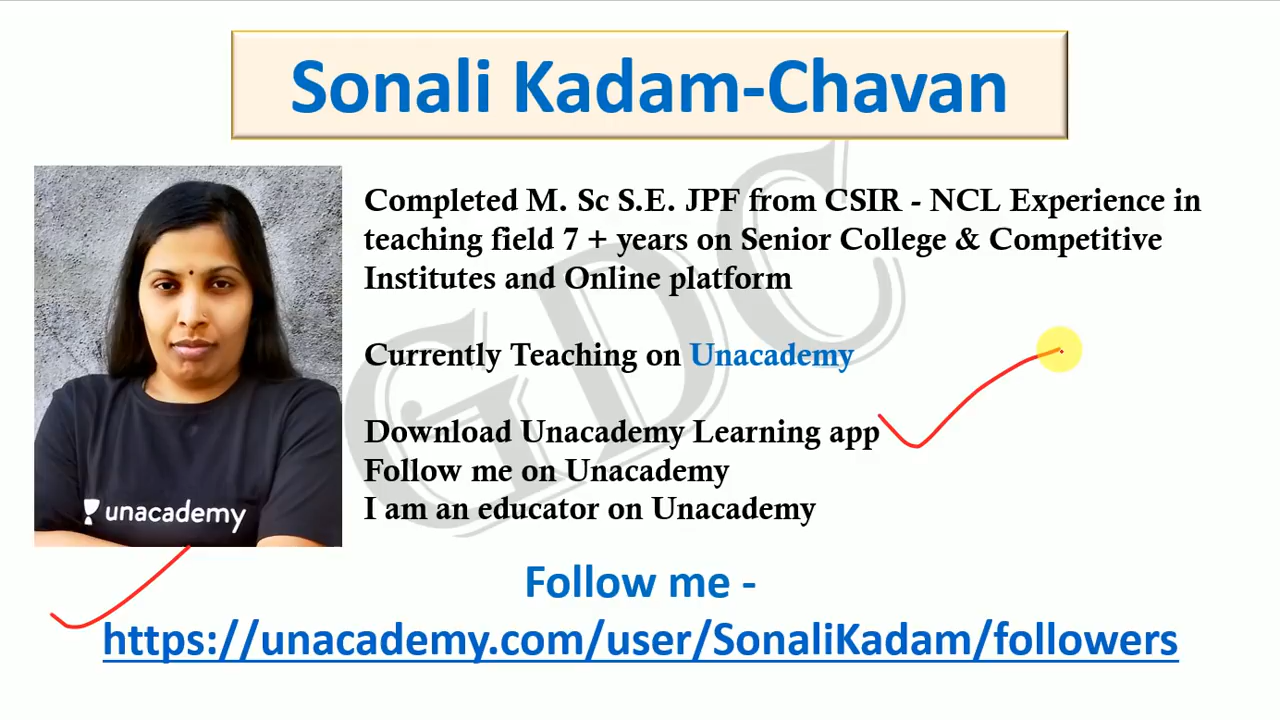 Sonali Kadam-Chavan
Completed M. Sc S.E. JPF from CSIR - NCL Experience in
teaching field 7 + years on Senior College & Competitive
Institutes and Online platform
Currently Teaching on Unacademy
Download Unacademy Learning app
Follow me on Unacademy
I am an educator on Unacademy
unacademy
GDC
Follow me -
https://unacademy.com/user/SonaliKadam/followers